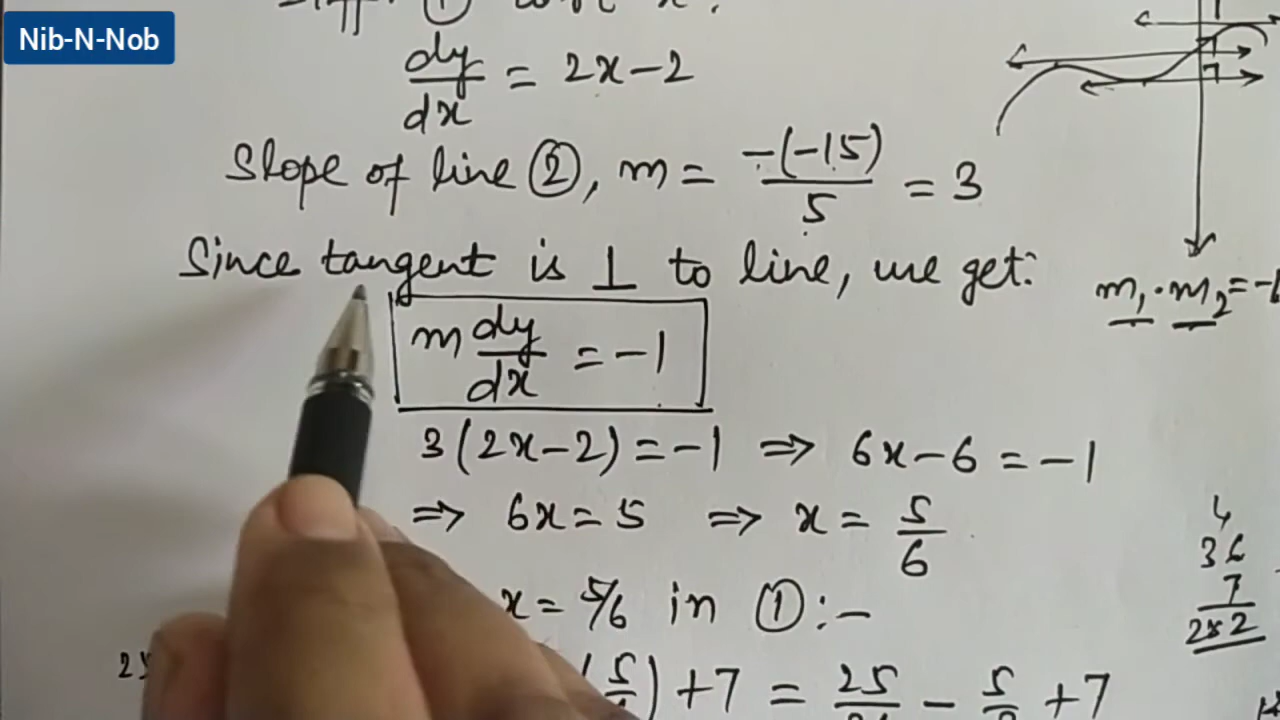 Nib-N-Nob
dy/dx = 2x-2
Slope of line ②, m = -(-15)/5 = 3
Since tangent is ⊥ to line, we get:
m₁.m₂=-1
m dy/dx = -1
3(2x-2)=-1 ⇒ 6x-6=-1
⇒ 6x=5 ⇒ x=5/6
4
36
7
252
x=5/6 in ①:-
+7 = 25/ - 5/ +7